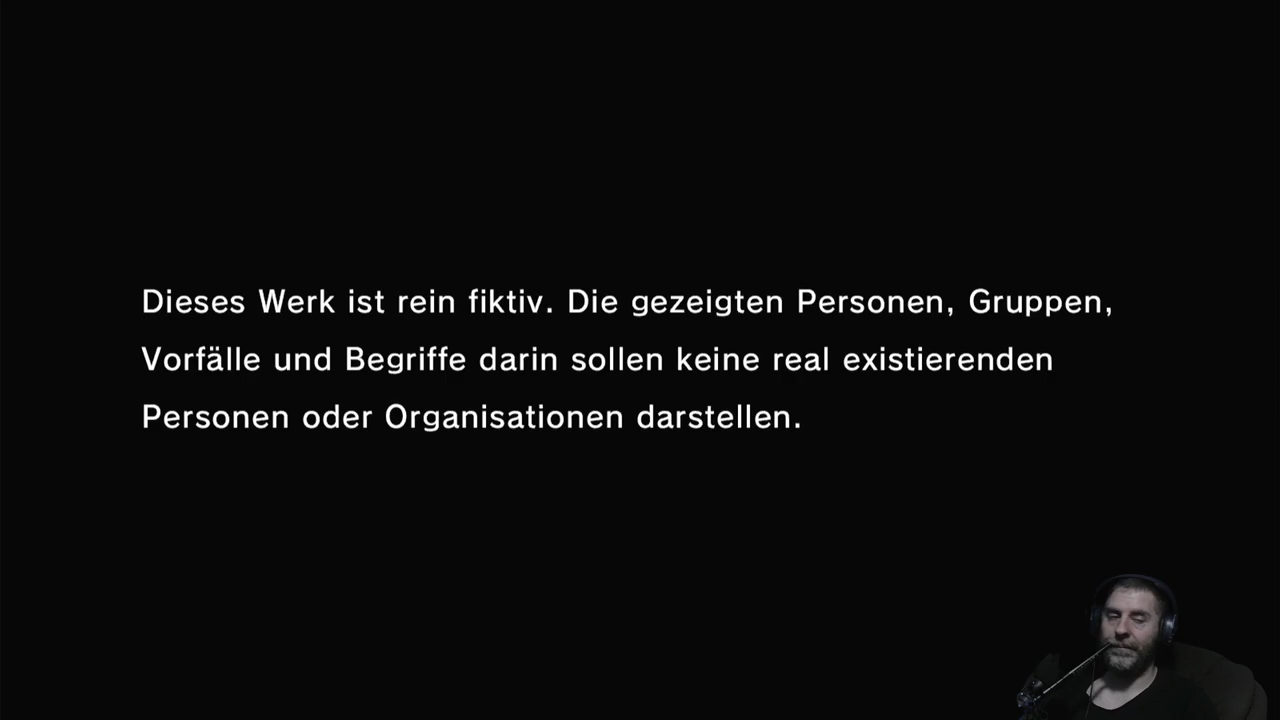 Dieses Werk ist rein fiktiv. Die gezeigten Personen, Gruppen,
Vorfälle und Begriffe darin sollen keine real existierenden
Personen oder Organisationen darstellen.